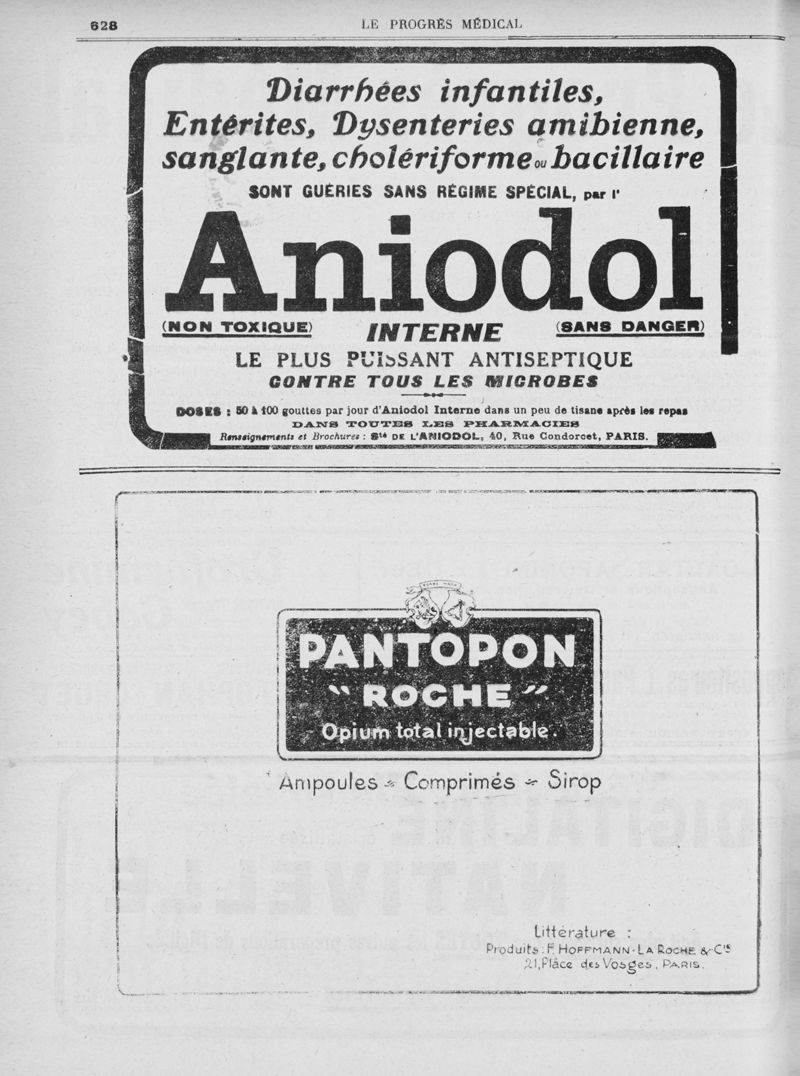 628
LE PROGRÈS MÉDICAL
Diarrhées infantiles,
Entérites, Dysenteries amibienne,
sanglante, cholériforme ou bacillaire
SONT GUÉRIES SANS RÉGIME SPÉCIAL, par l'
Aniodol
(NON TOXIQUE) INTERNE (SANS DANGER)
LE PLUS PUISSANT ANTISEPTIQUE
CONTRE TOUS LES MICROBES
DOSES : 50 à 100 gouttes par jour d'Aniodol Interne dans un peu de tisane après les repas
DANS TOUTES LES PHARMACIES
Renseignements et Brochures : Sté DE L'ANIODOL, 40, Rue Condorcet, PARIS.
PANTOPON
"ROCHE"
Opium total injectable.
Ampoules - Comprimés - Sirop
Littérature :
Produits: F. HOFFMANN-LA ROCHE & Cie
21, Place des Vosges, PARIS.